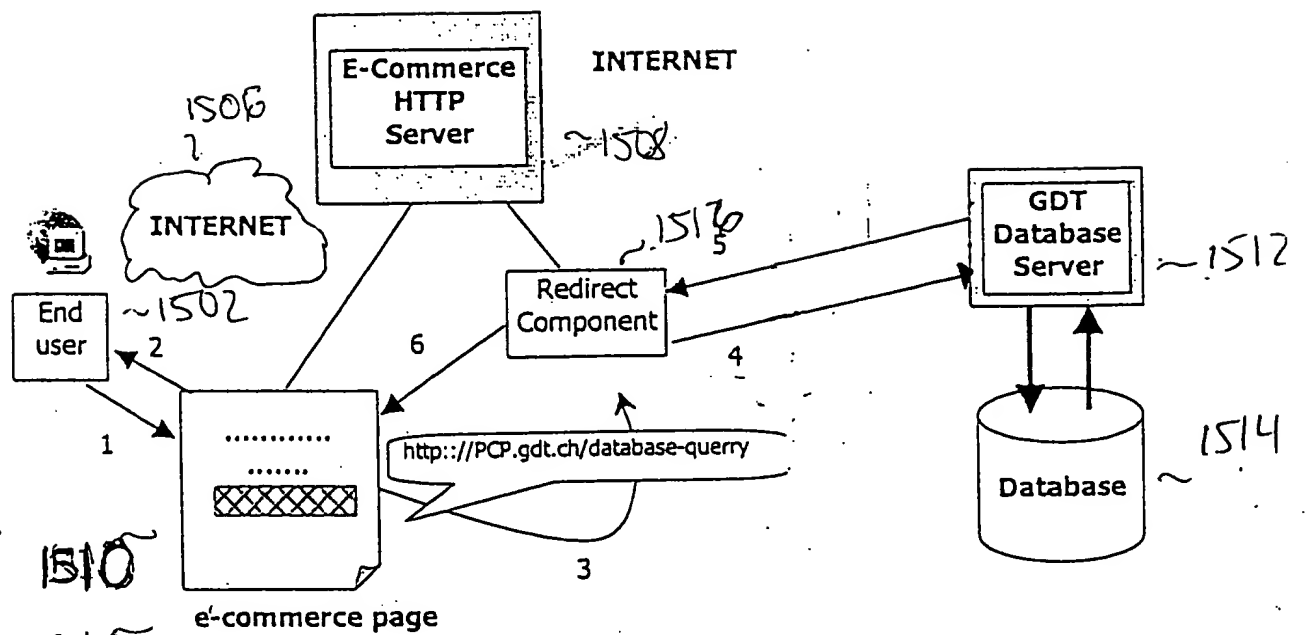 E-Commerce
HTTP
Server
INTERNET
1506
~1508
INTERNET
GDT
Database
Server
~1512
5
Redirect
Component
End
user
~1502
2
6
4
1
http:://PCP.gdt.ch/database-querry
1514
Database
1510
3
e'-commerce page